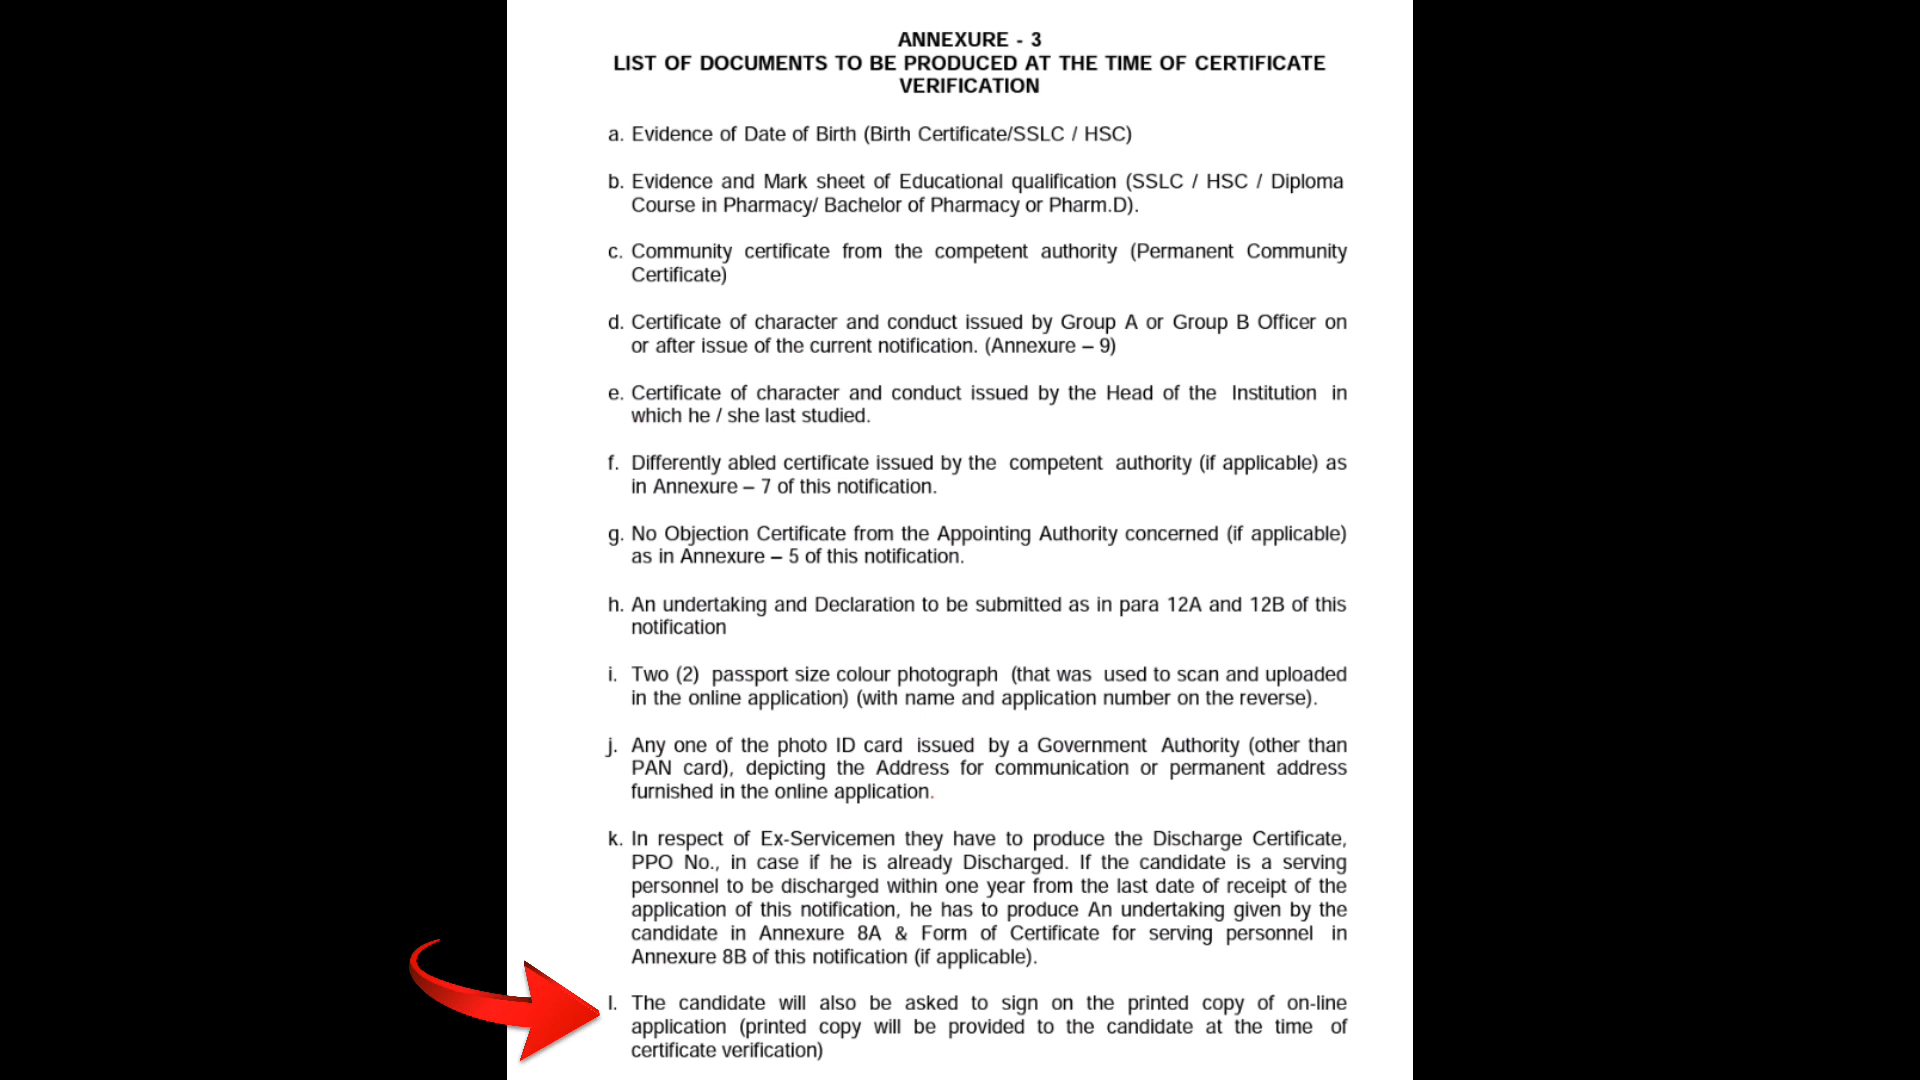 ANNEXURE - 3
LIST OF DOCUMENTS TO BE PRODUCED AT THE TIME OF CERTIFICATE
VERIFICATION
a. Evidence of Date of Birth (Birth Certificate/SSLC / HSC)
b. Evidence and Mark sheet of Educational qualification (SSLC / HSC / Diploma
Course in Pharmacy/ Bachelor of Pharmacy or Pharm.D).
c. Community certificate from the competent authority (Permanent Community
Certificate)
d. Certificate of character and conduct issued by Group A or Group B Officer on
or after issue of the current notification. (Annexure – 9)
e. Certificate of character and conduct issued by the Head of the Institution in
which he / she last studied.
f. Differently abled certificate issued by the competent authority (if applicable) as
in Annexure – 7 of this notification.
g. No Objection Certificate from the Appointing Authority concerned (if applicable)
as in Annexure – 5 of this notification.
h. An undertaking and Declaration to be submitted as in para 12A and 12B of this
notification
i. Two (2) passport size colour photograph (that was used to scan and uploaded
in the online application) (with name and application number on the reverse).
j. Any one of the photo ID card issued by a Government Authority (other than
PAN card), depicting the Address for communication or permanent address
furnished in the online application.
k. In respect of Ex-Servicemen they have to produce the Discharge Certificate,
PPO No., in case if he is already Discharged. If the candidate is a serving
personnel to be discharged within one year from the last date of receipt of the
application of this notification, he has to produce An undertaking given by the
candidate in Annexure 8A & Form of Certificate for serving personnel in
Annexure 8B of this notification (if applicable).
l. The candidate will also be asked to sign on the printed copy of on-line
application (printed copy will be provided to the candidate at the time of
certificate verification)